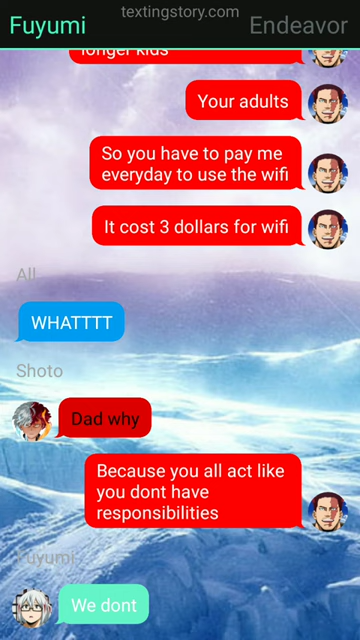 textingstory.com
Fuyumi
Endeavor
longer kids
Your adults
So you have to pay me
everyday to use the wifi
It cost 3 dollars for wifi
All
WHATTTT
Shoto
Dad why
Because you all act like
you dont have
responsibilities
Fuyumi
We dont